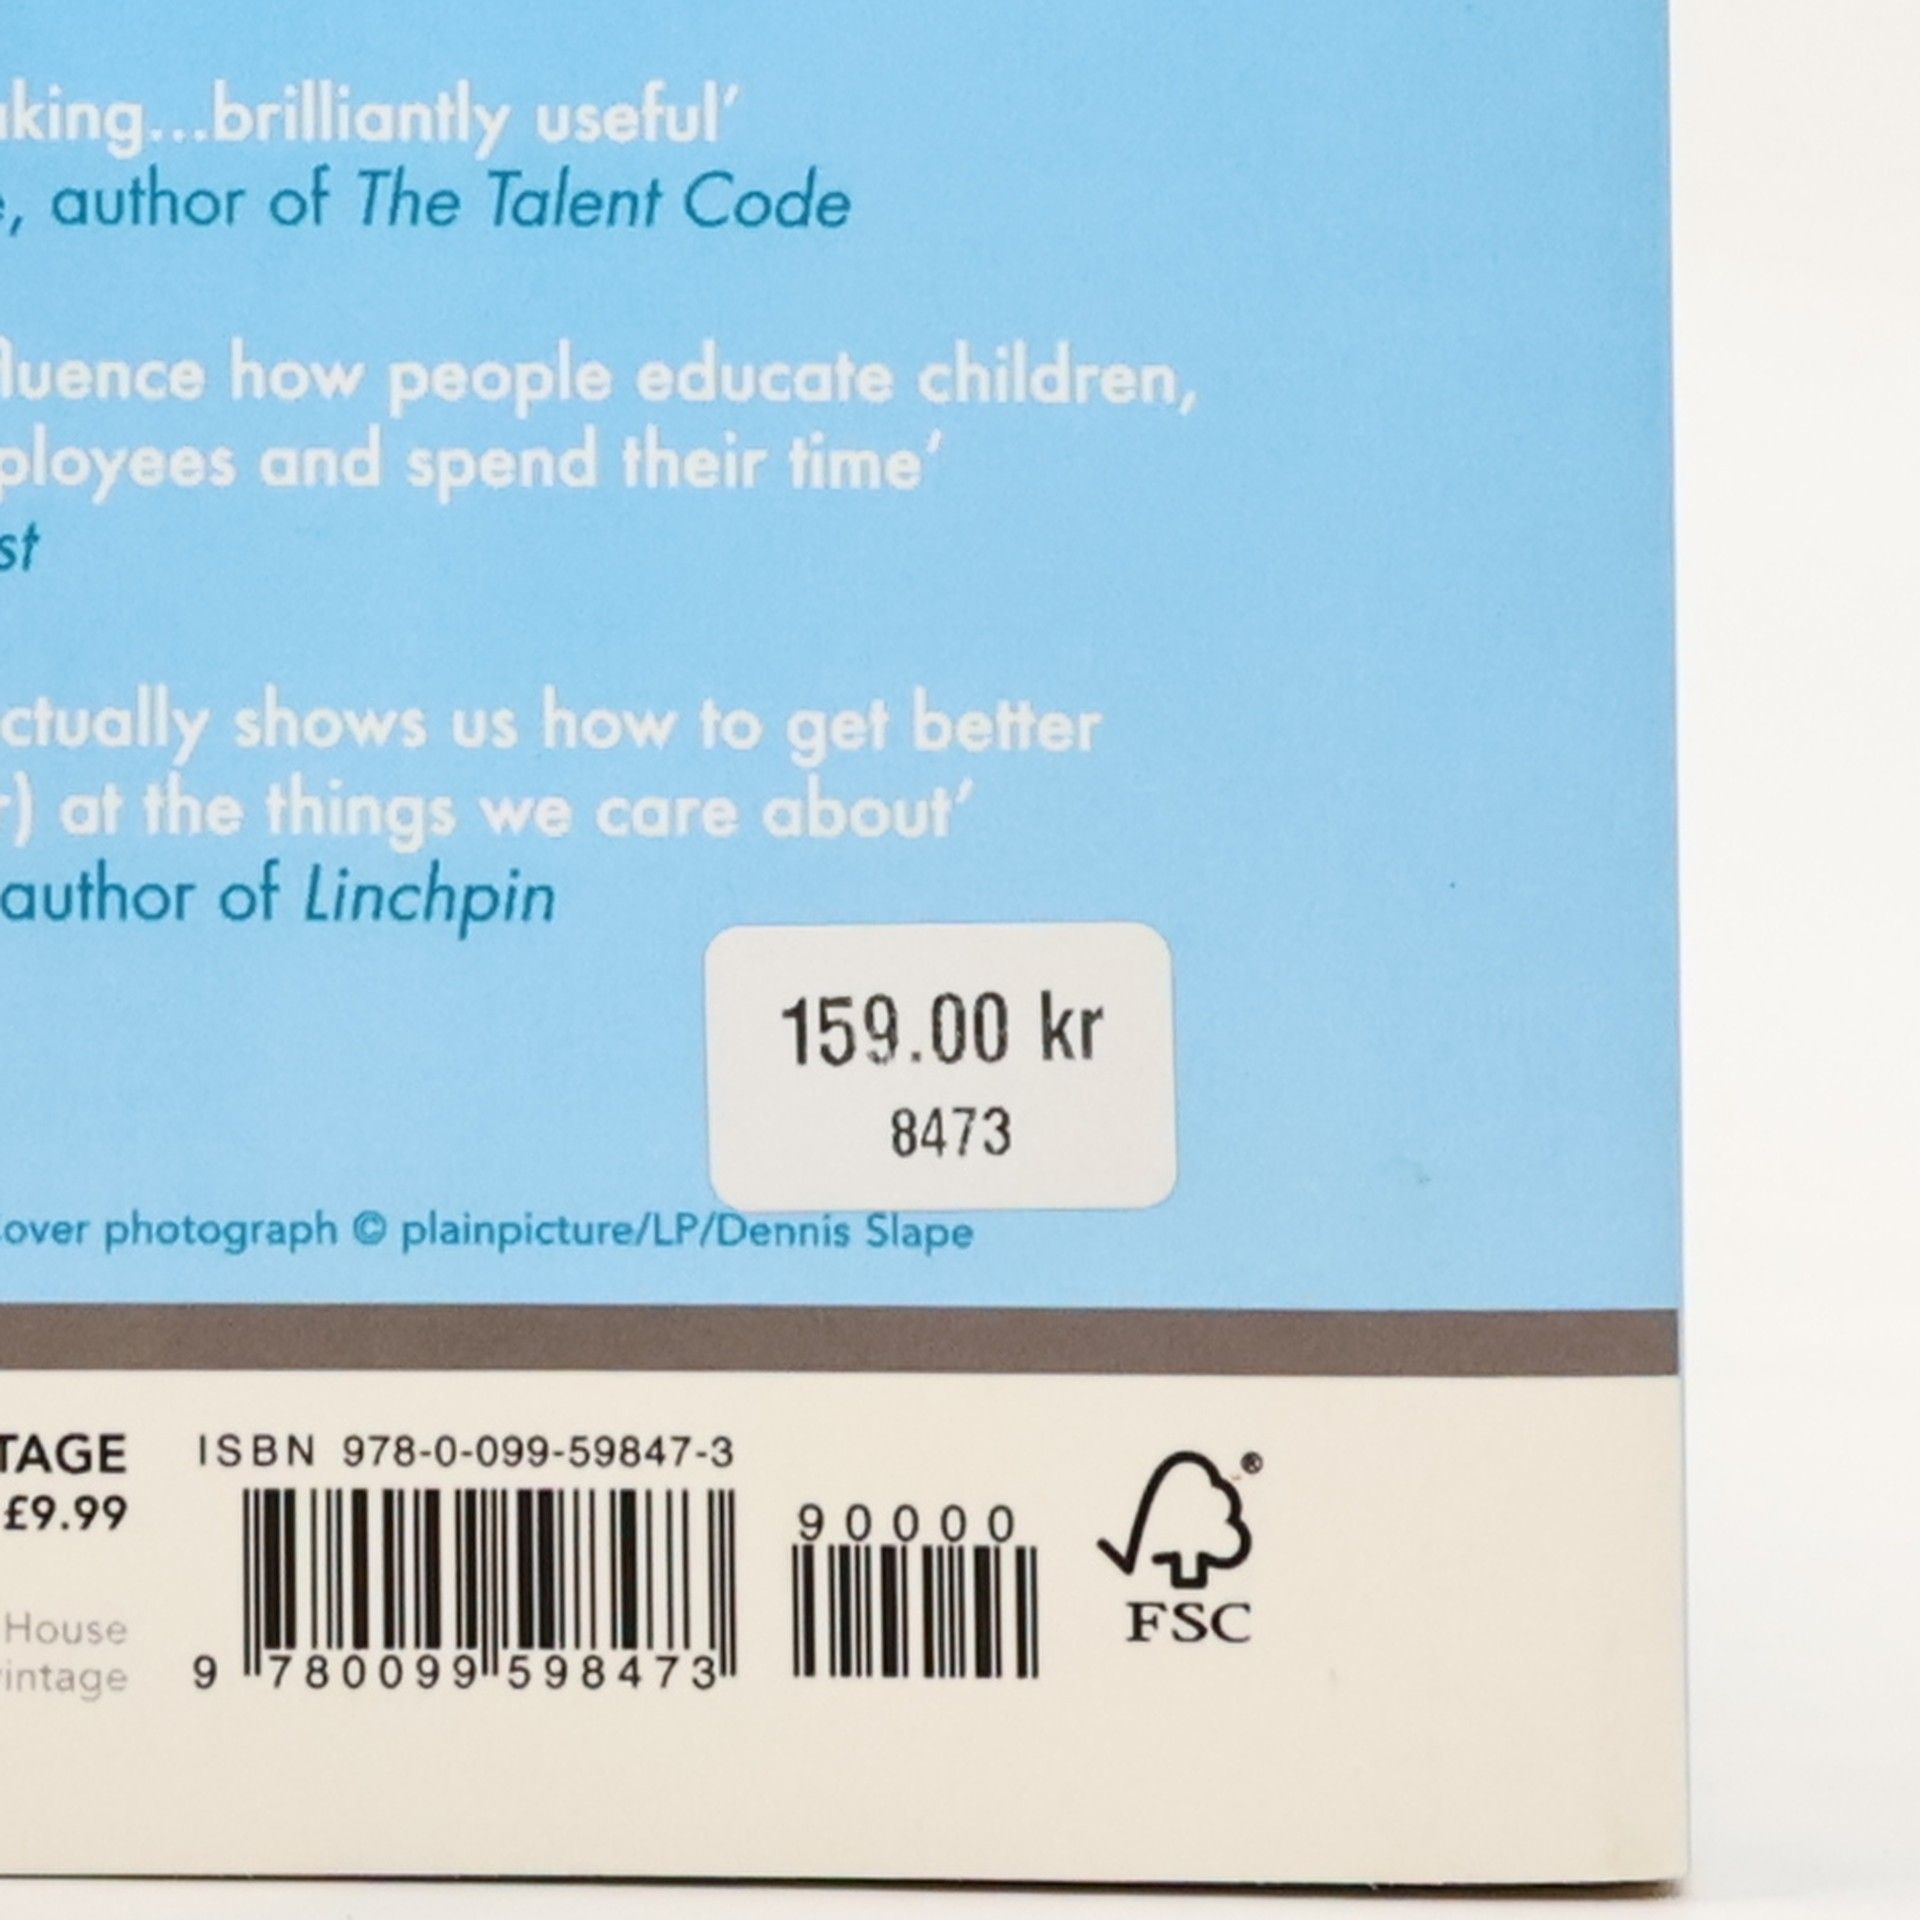 aking...brilliantly useful’
e, author of The Talent Code
fluence how people educate children,
ployees and spend their time’
st
ctually shows us how to get better
r) at the things we care about’
author of Linchpin
159.00 kr
8473
Cover photograph © plainpicture/LP/Dennis Slape
TAGE
£9.99
House
vintage
ISBN 978-0-099-59847-3
90000
9 780099 598473
®
FSC